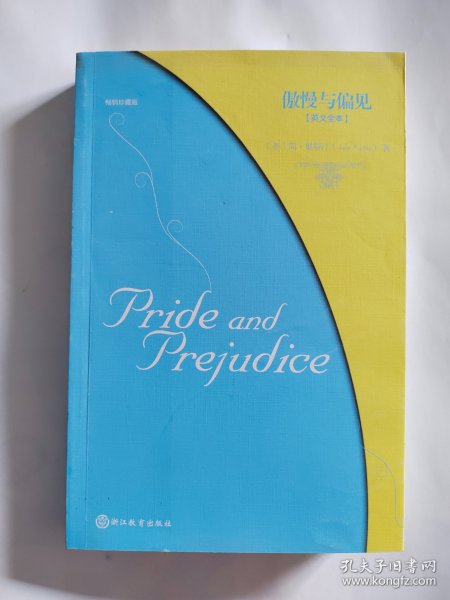 畅销珍藏版
傲慢与偏见
【英文全本】
Pride and
Prejudice
浙江教育出版社
孔夫子旧书网
www.kongfz.com